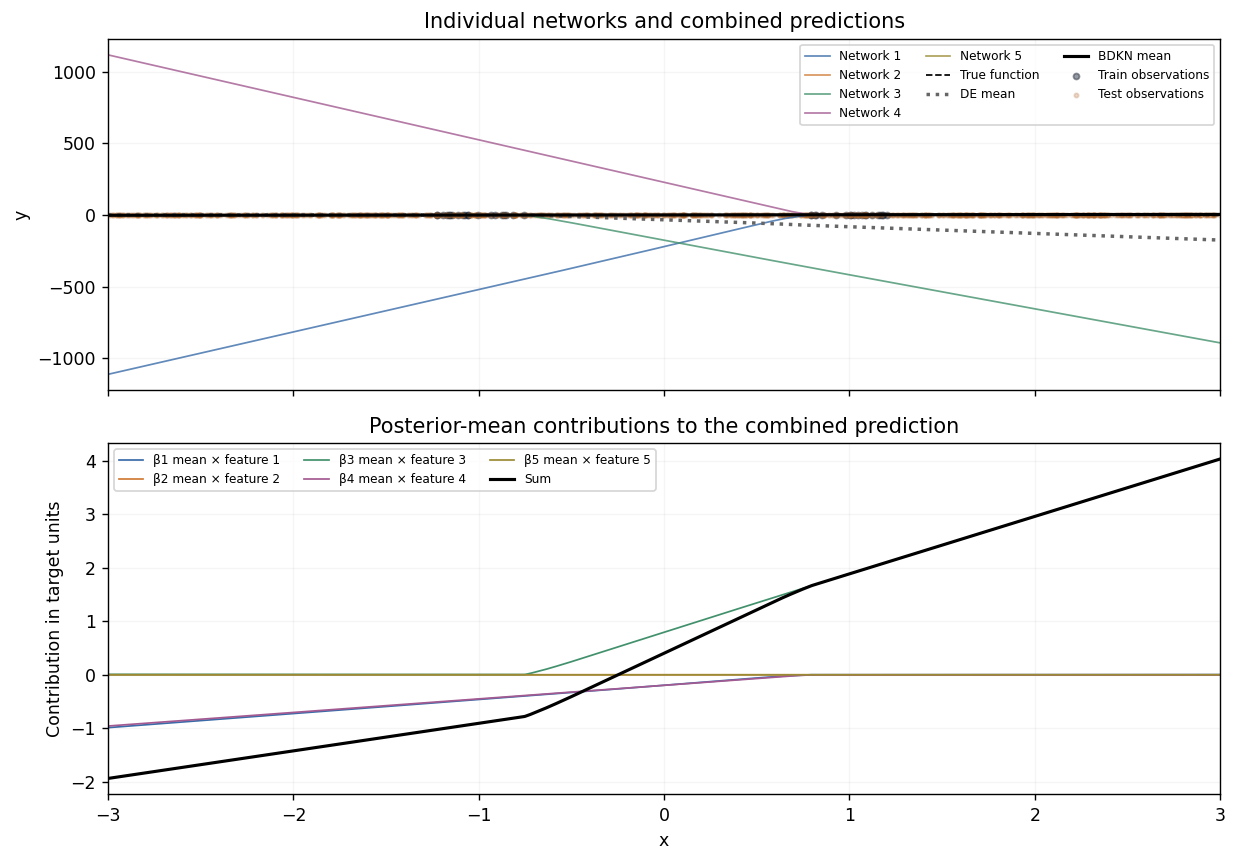 Individual networks and combined predictions
1000
500
0
−500
−1000
y
Network 1
Network 2
Network 3
Network 4
Network 5
True function
DE mean
BDKN mean
Train observations
Test observations
Posterior-mean contributions to the combined prediction
4
3
2
1
0
−1
−2
Contribution in target units
β1 mean × feature 1
β2 mean × feature 2
β3 mean × feature 3
β4 mean × feature 4
β5 mean × feature 5
Sum
−3 −2 −1 0 1 2 3
x